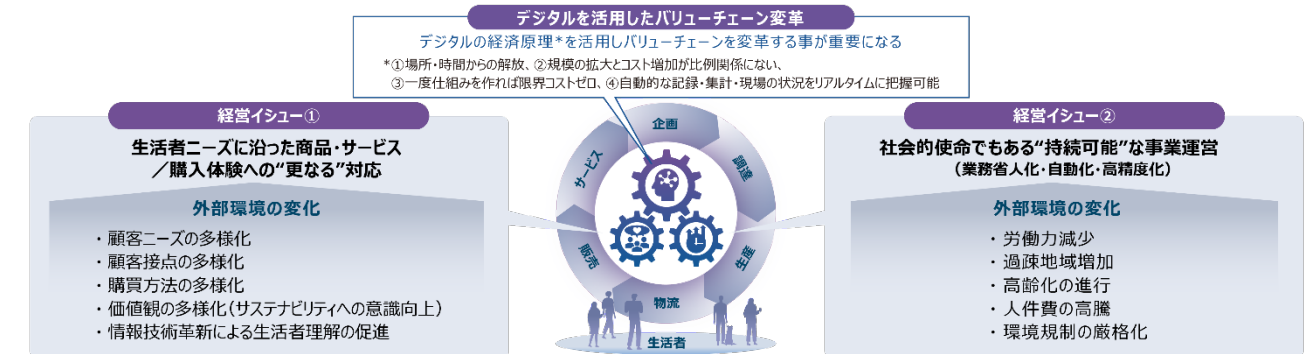 デジタルを活用したバリューチェーン変革
デジタルの経済原理*を活用しバリューチェーンを変革する事が重要になる
*①場所・時間からの解放、②規模の拡大とコスト増加が比例関係にない、
③一度仕組みを作れば限界コストゼロ、④自動的な記録・集計・現場の状況をリアルタイムに把握可能
経営イシュー①
生活者ニーズに沿った商品・サービス
／購入体験への“更なる”対応
外部環境の変化
・顧客ニーズの多様化
・顧客接点の多様化
・購買方法の多様化
・価値観の多様化（サステナビリティへの意識向上）
・情報技術革新による生活者理解の促進
企画
調達
生産
物流
販売
サービス
生活者
経営イシュー②
社会的使命でもある“持続可能”な事業運営
（業務省人化・自動化・高精度化）
外部環境の変化
・労働力減少
・過疎地域増加
・高齢化の進行
・人件費の高騰
・環境規制の厳格化